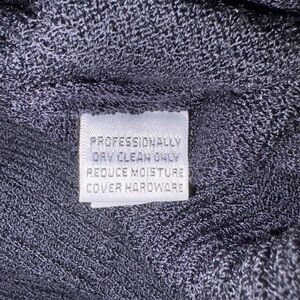 PROFESSIONALLY
DRY CLEAN ONLY
REDUCE MOISTURE
COVER HARDWARE